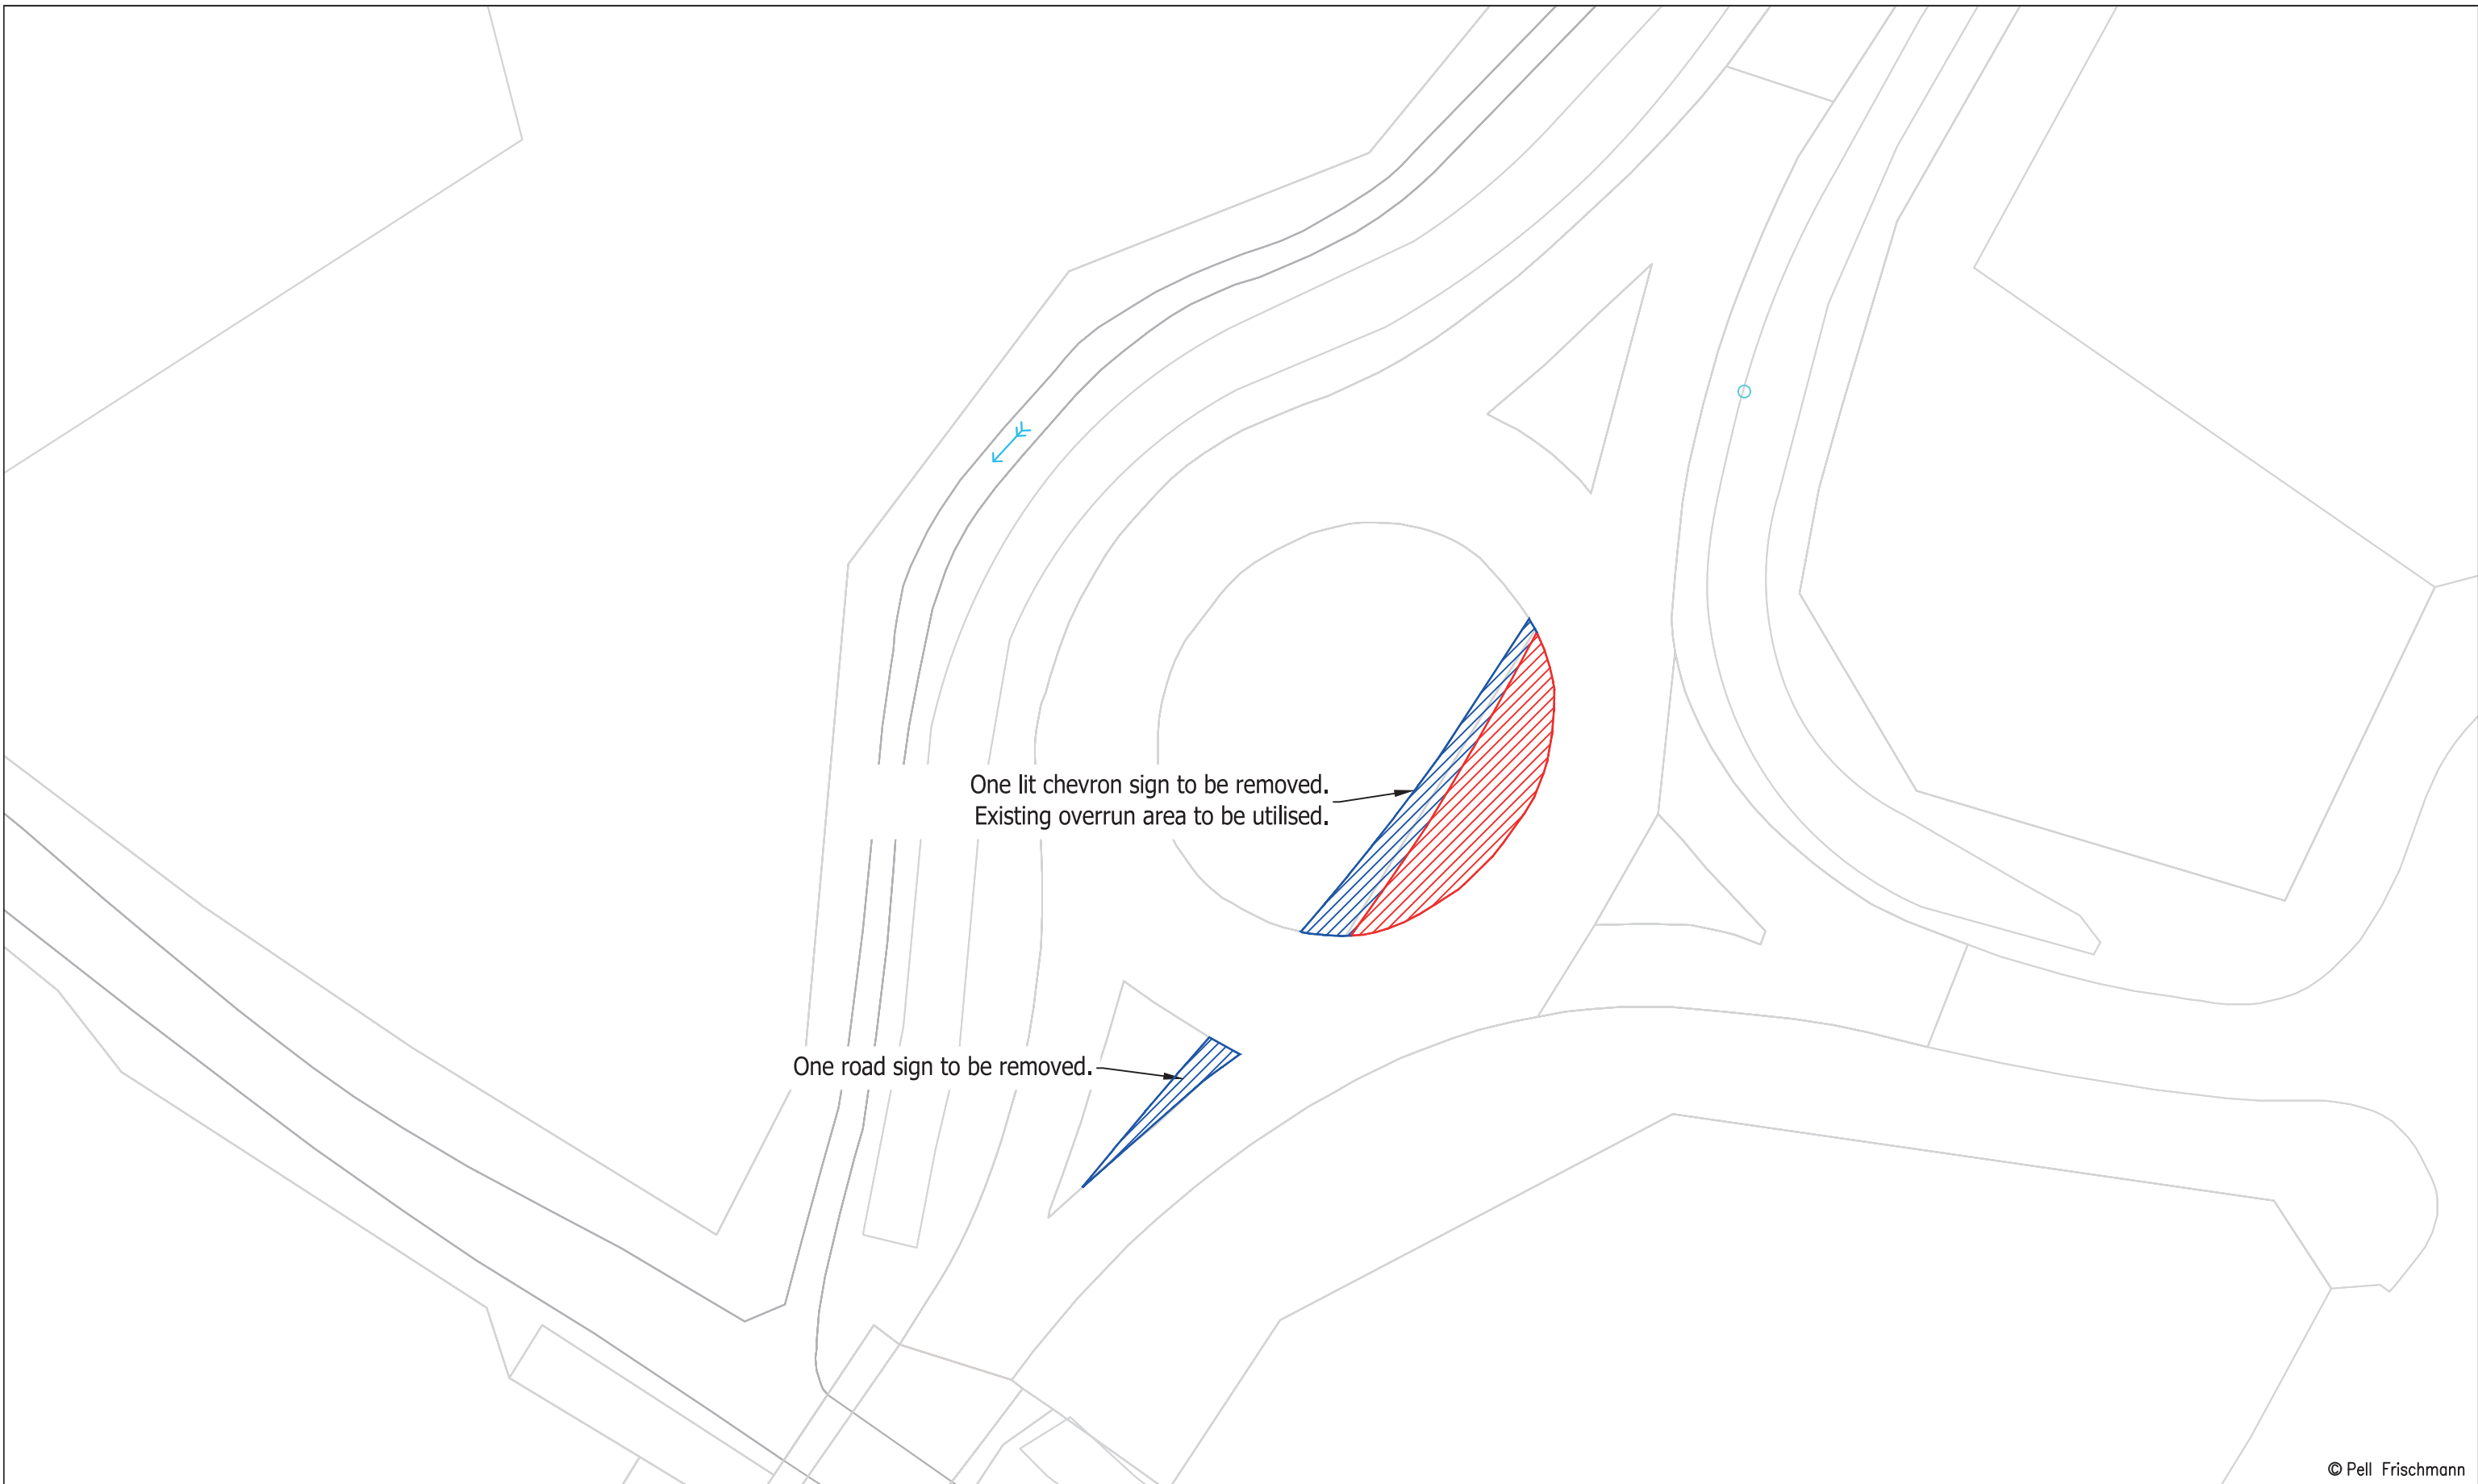 One lit chevron sign to be removed.
Existing overrun area to be utilised.
One road sign to be removed.
© Pell Frischmann